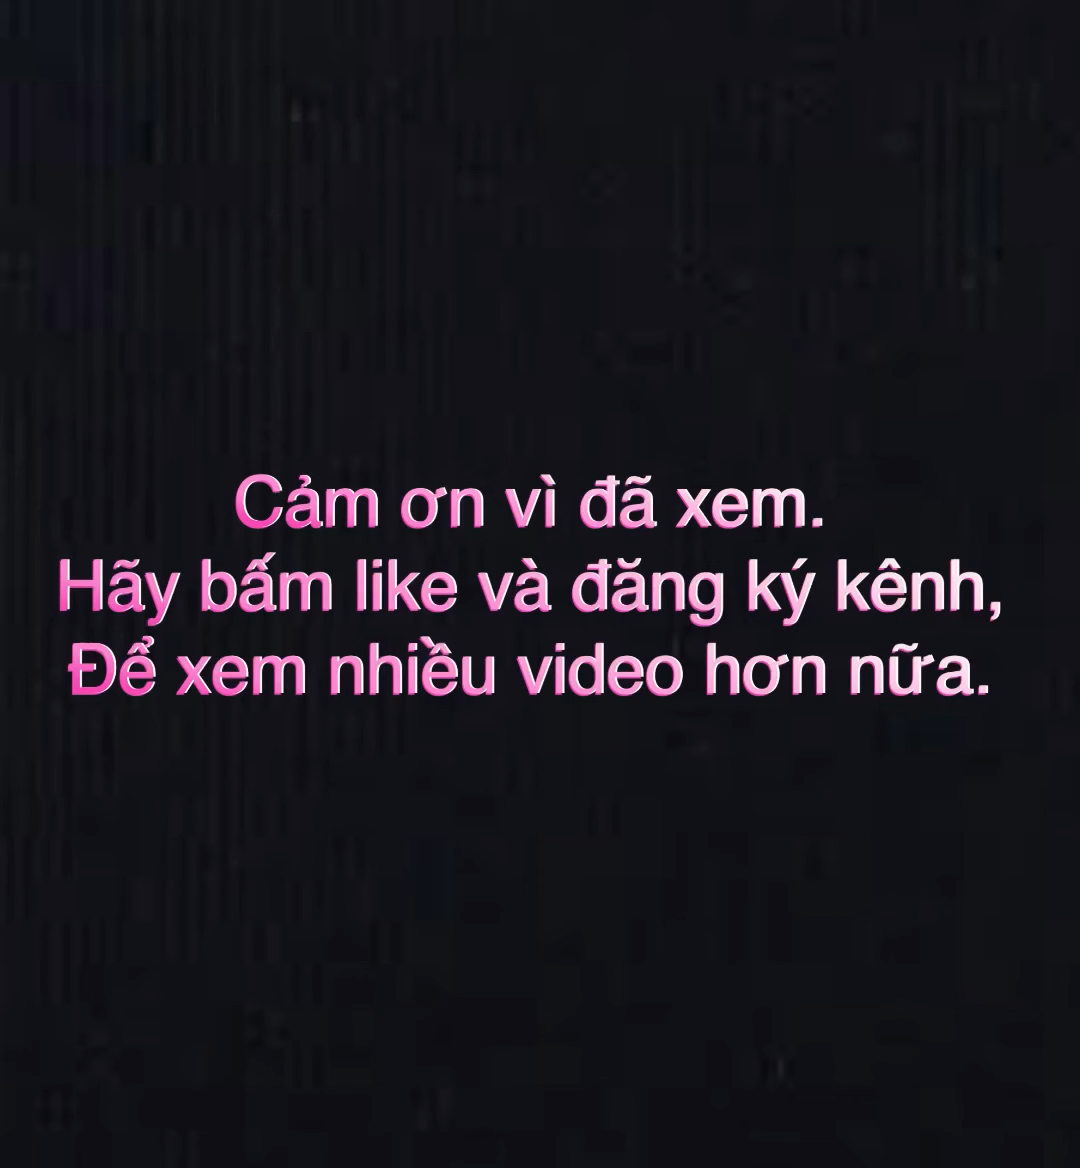 Cảm ơn vì đã xem.
Hãy bấm like và đăng ký kênh,
Để xem nhiều video hơn nữa.